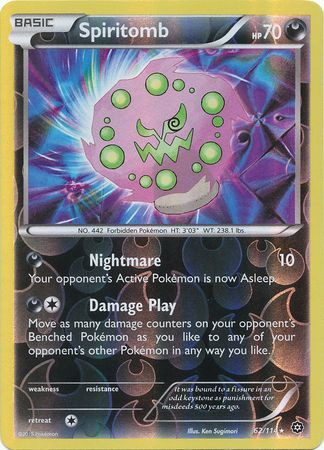 BASIC
Spiritomb HP70
NO. 442 Forbidden Pokémon HT: 3'03" WT: 238.1 lbs.
Nightmare 10
Your opponent's Active Pokémon is now Asleep.
Damage Play
Move as many damage counters on your opponent's
Benched Pokémon as you like to any of your
opponent's other Pokémon in any way you like.
weakness resistance
It was bound to a fissure in an
odd keystone as punishment for
misdeeds 500 years ago.
retreat
Illus. Ken Sugimori 62/114 ★
©2015 Pokémon